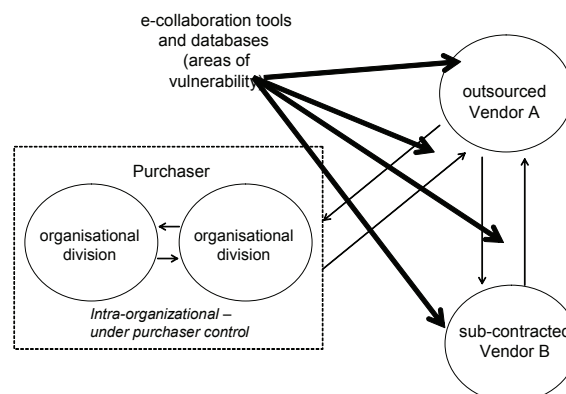 e-collaboration tools
and databases
(areas of
vulnerability)
outsourced
Vendor A
Purchaser
organisational
division
organisational
division
Intra-organizational –
under purchaser control
sub-contracted
Vendor B